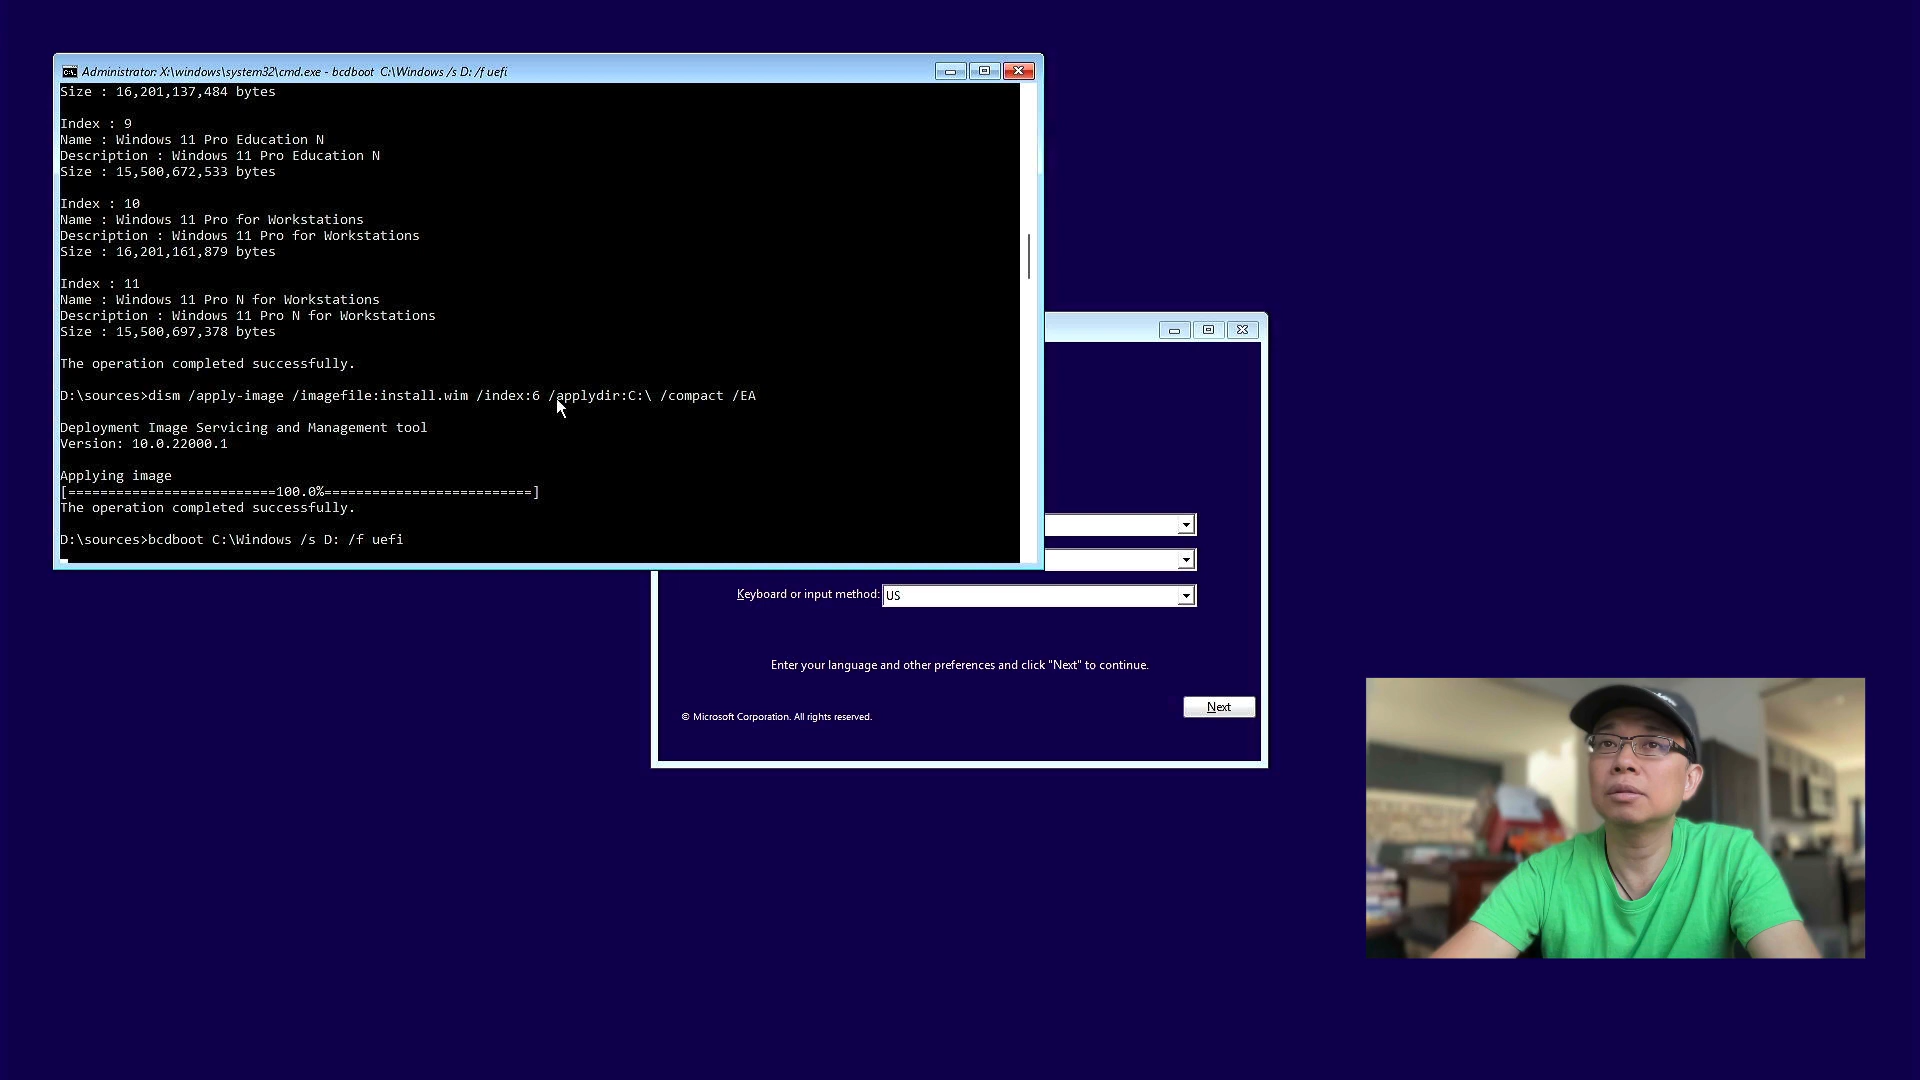 Administrator: X:\windows\system32\cmd.exe - bcdboot  C:\Windows /s D: /f uefi
Size : 16,201,137,484 bytes
Index : 9
Name : Windows 11 Pro Education N
Description : Windows 11 Pro Education N
Size : 15,500,672,533 bytes
Index : 10
Name : Windows 11 Pro for Workstations
Description : Windows 11 Pro for Workstations
Size : 16,201,161,879 bytes
Index : 11
Name : Windows 11 Pro N for Workstations
Description : Windows 11 Pro N for Workstations
Size : 15,500,697,378 bytes
The operation completed successfully.
D:\sources>dism /apply-image /imagefile:install.wim /index:6 /applydir:C:\ /compact /EA
Deployment Image Servicing and Management tool
Version: 10.0.22000.1
Applying image
[==========================100.0%==========================]
The operation completed successfully.
D:\sources>bcdboot C:\Windows /s D: /f uefi
Keyboard or input method: US
Enter your language and other preferences and click "Next" to continue.
© Microsoft Corporation. All rights reserved.
Next